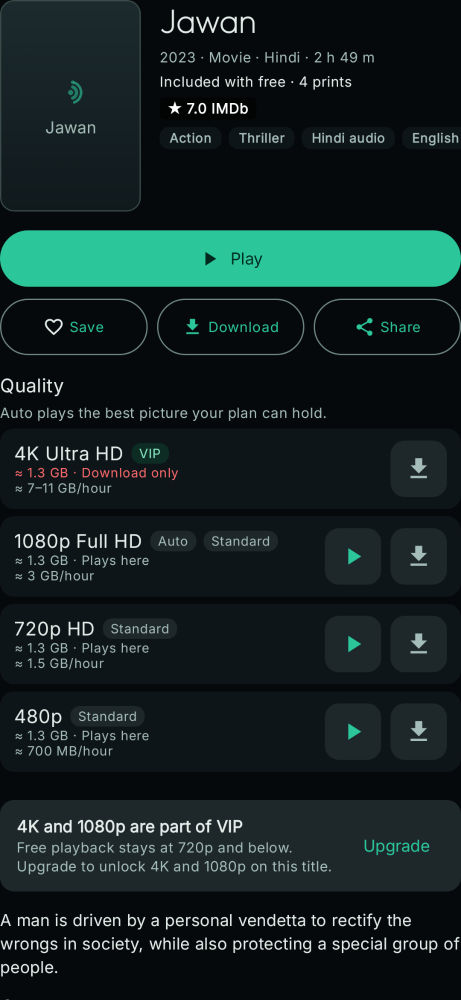 Jawan
Jawan
2023 · Movie · Hindi · 2 h 49 m
Included with free · 4 prints
★ 7.0 IMDb
Action Thriller Hindi audio English
Play
Save Download Share
Quality
Auto plays the best picture your plan can hold.
4K Ultra HD VIP
≈ 1.3 GB · Download only
≈ 7–11 GB/hour
1080p Full HD Auto Standard
≈ 1.3 GB · Plays here
≈ 3 GB/hour
720p HD Standard
≈ 1.3 GB · Plays here
≈ 1.5 GB/hour
480p Standard
≈ 1.3 GB · Plays here
≈ 700 MB/hour
4K and 1080p are part of VIP
Free playback stays at 720p and below.
Upgrade to unlock 4K and 1080p on this title.
Upgrade
A man is driven by a personal vendetta to rectify the
wrongs in society, while also protecting a special group of
people.